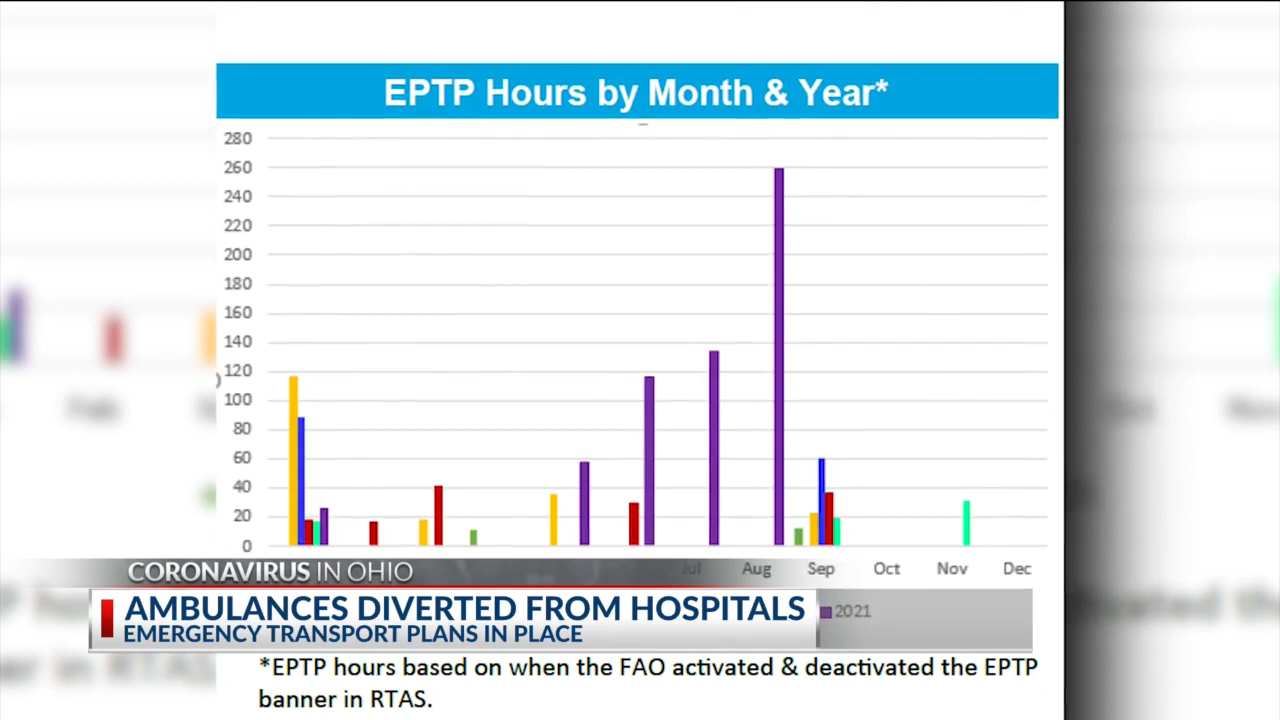 EPTP Hours by Month & Year*
280
260
240
220
200
180
160
140
120
100
80
60
40
20
0
Jul Aug Sep Oct Nov Dec
CORONAVIRUS IN OHIO
AMBULANCES DIVERTED FROM HOSPITALS
EMERGENCY TRANSPORT PLANS IN PLACE
2021
*EPTP hours based on when the FAO activated & deactivated the EPTP
banner in RTAS.
Feb